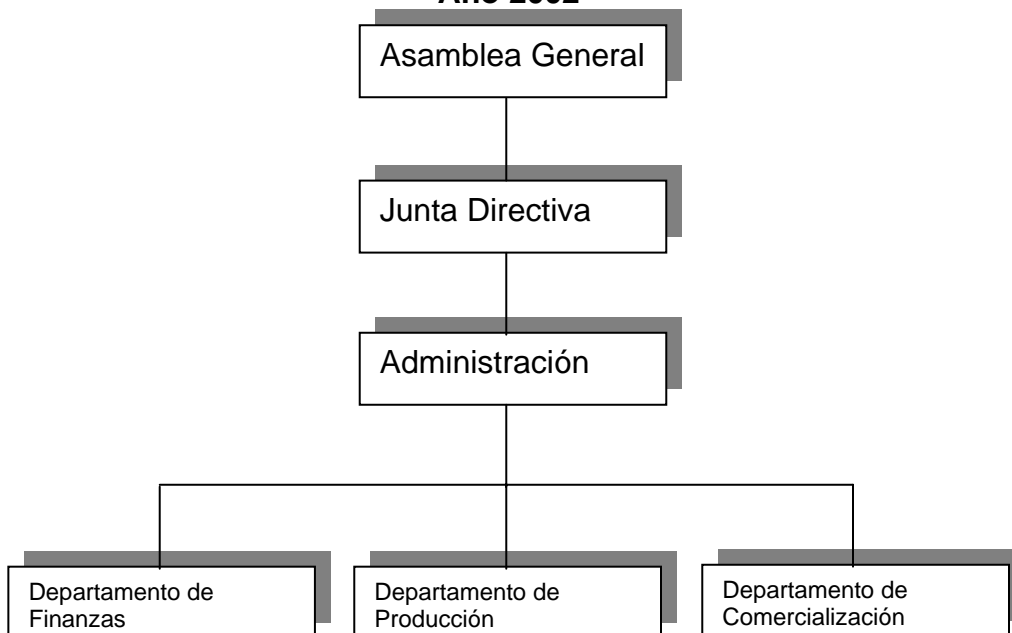 Asamblea General
Junta Directiva
Administración
Departamento de
Finanzas
Departamento de
Producción
Departamento de
Comercialización